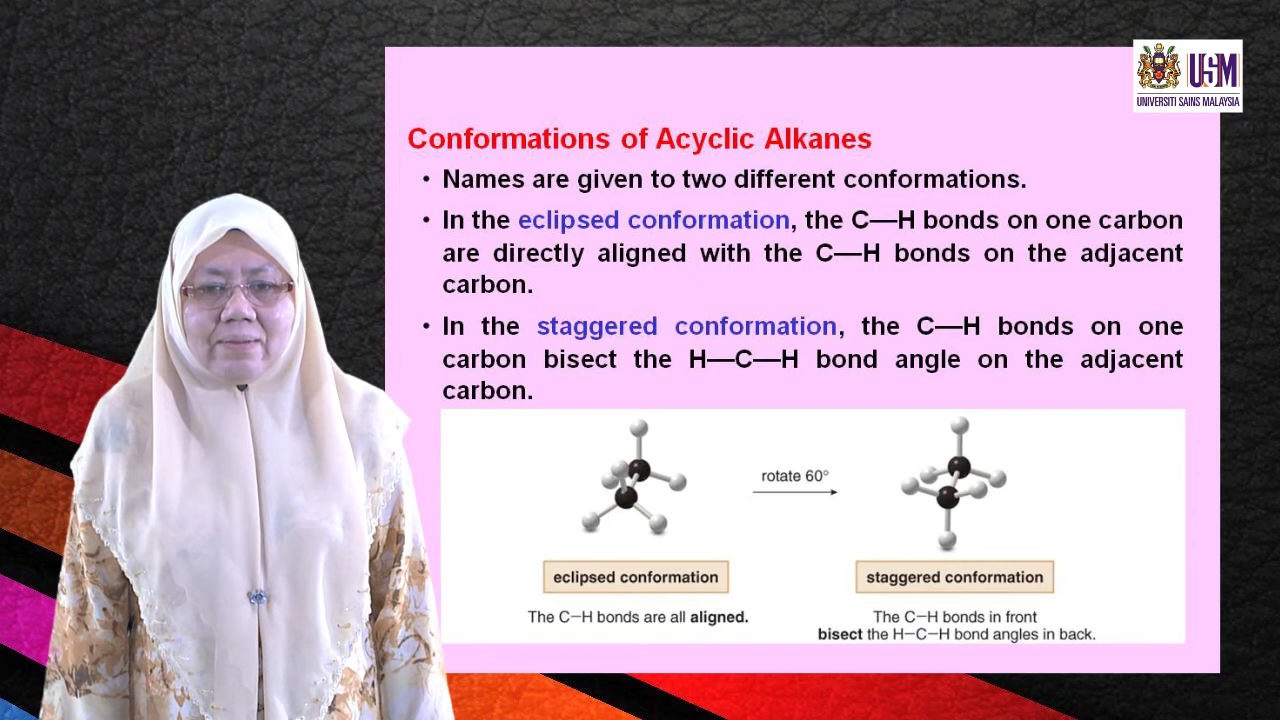 USM
UNIVERSITI SAINS MALAYSIA
Conformations of Acyclic Alkanes
• Names are given to two different conformations.
• In the eclipsed conformation, the C—H bonds on one carbon
are directly aligned with the C—H bonds on the adjacent
carbon.
• In the staggered conformation, the C—H bonds on one
carbon bisect the H—C—H bond angle on the adjacent
carbon.
rotate 60°
eclipsed conformation
The C−H bonds are all aligned.
staggered conformation
The C−H bonds in front
bisect the H−C−H bond angles in back.